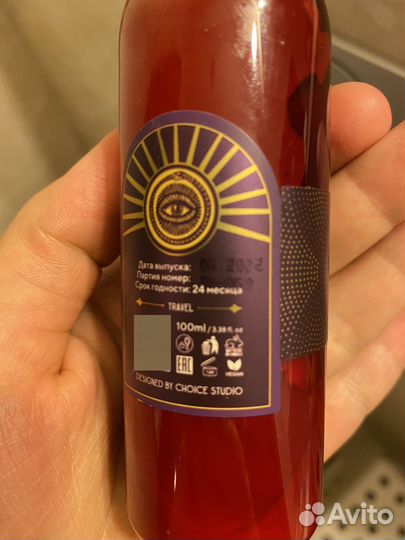 Дата выпуска:
Партия номер:
Срок годности: 24 месяца
TRAVEL
100ml / 3.38 fl. oz
EAC
VEGAN
DESIGNED BY CHOICE STUDIO
Avito